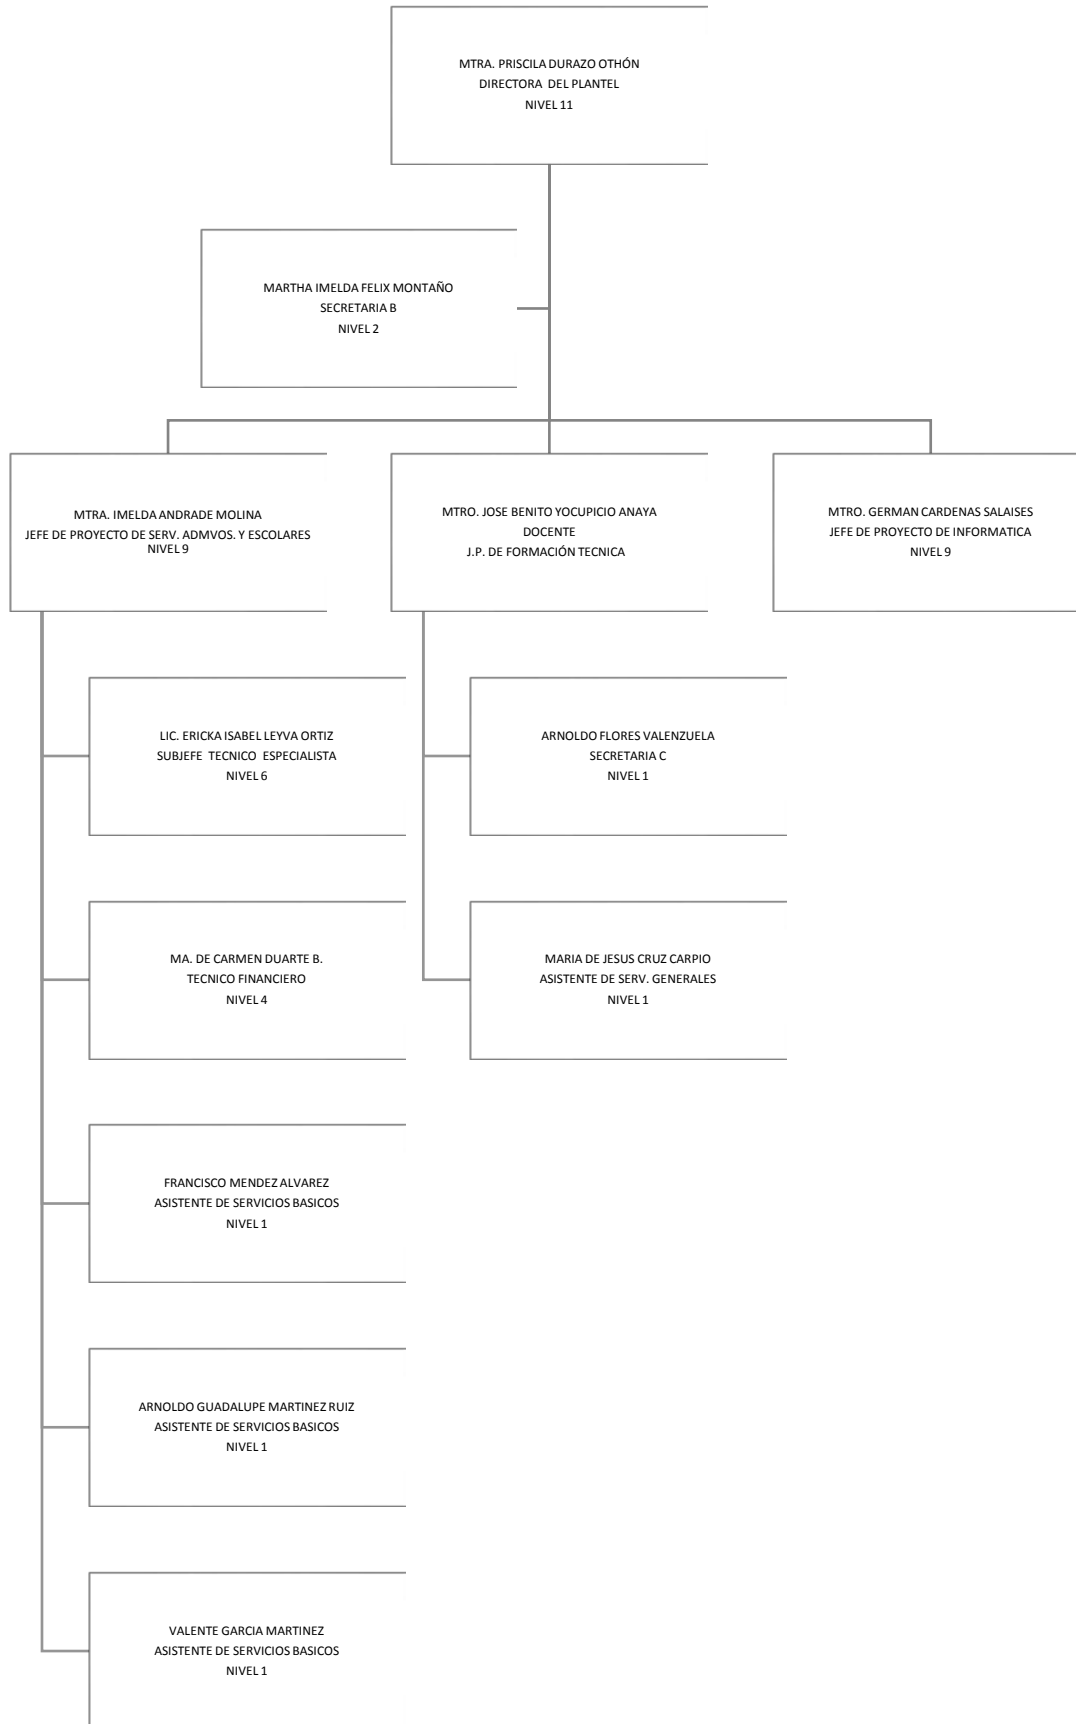 MTRA. PRISCILA DURAZO OTHÓN
DIRECTORA DEL PLANTEL
NIVEL 11
MARTHA IMELDA FELIX MONTAÑO
SECRETARIA B
NIVEL 2
MTRA. IMELDA ANDRADE MOLINA
JEFE DE PROYECTO DE SERV. ADMVOS. Y ESCOLARES
NIVEL 9
MTRO. JOSE BENITO YOCUPICIO ANAYA
DOCENTE
J.P. DE FORMACIÓN TECNICA
MTRO. GERMAN CARDENAS SALAISES
JEFE DE PROYECTO DE INFORMATICA
NIVEL 9
LIC. ERICKA ISABEL LEYVA ORTIZ
SUBJEFE TECNICO ESPECIALISTA
NIVEL 6
ARNOLDO FLORES VALENZUELA
SECRETARIA C
NIVEL 1
MA. DE CARMEN DUARTE B.
TECNICO FINANCIERO
NIVEL 4
MARIA DE JESUS CRUZ CARPIO
ASISTENTE DE SERV. GENERALES
NIVEL 1
FRANCISCO MENDEZ ALVAREZ
ASISTENTE DE SERVICIOS BASICOS
NIVEL 1
ARNOLDO GUADALUPE MARTINEZ RUIZ
ASISTENTE DE SERVICIOS BASICOS
NIVEL 1
VALENTE GARCIA MARTINEZ
ASISTENTE DE SERVICIOS BASICOS
NIVEL 1